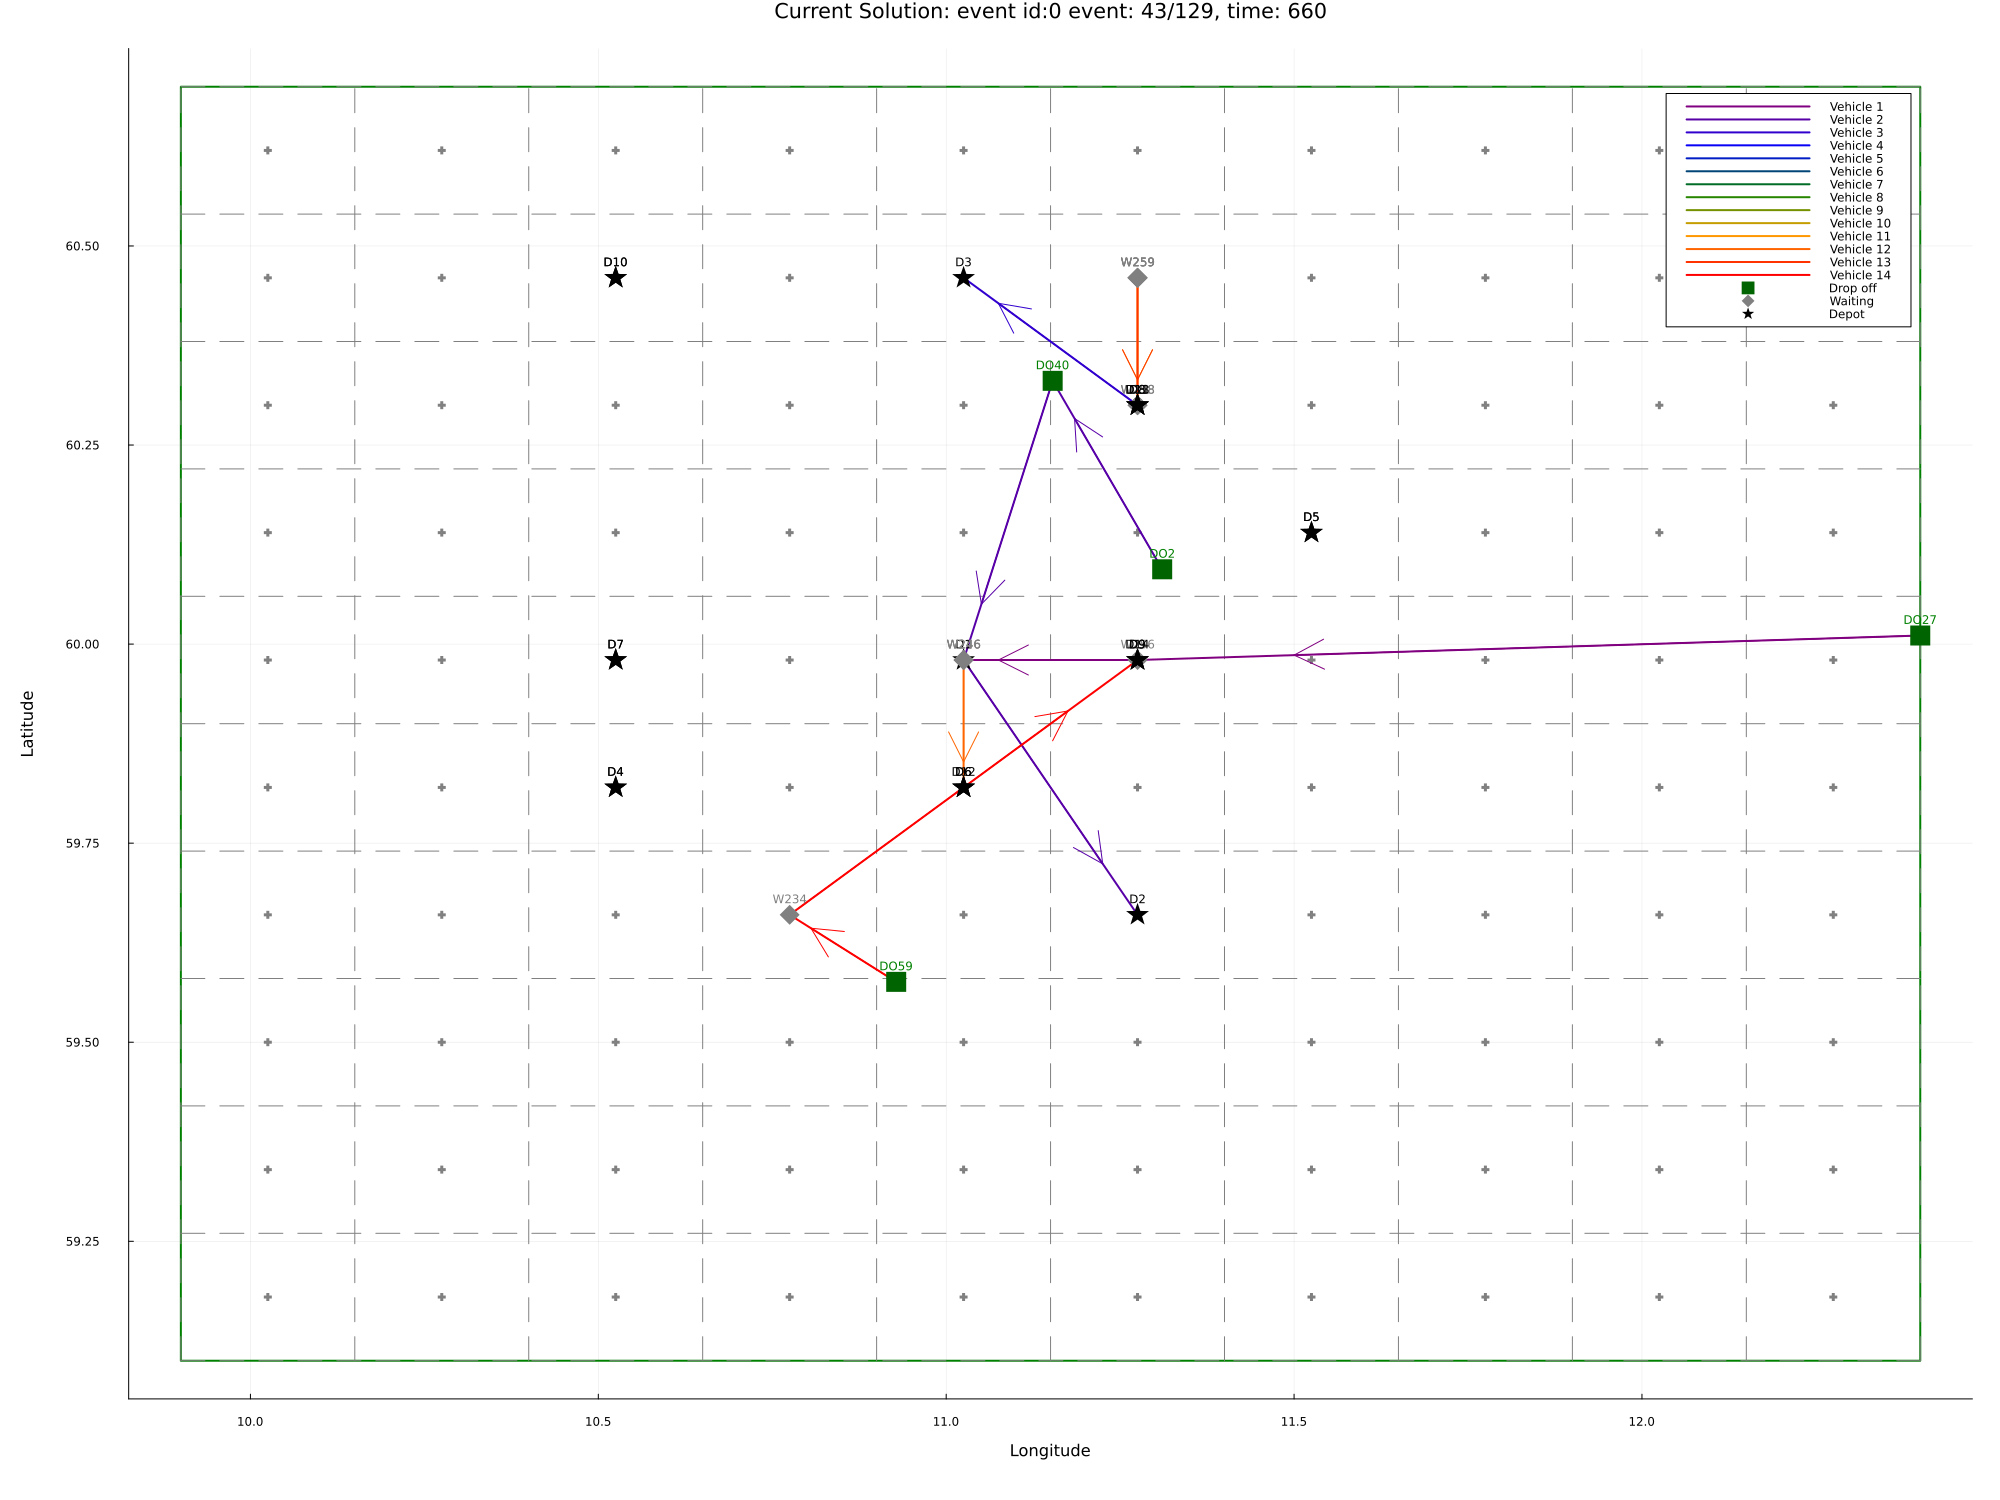 Current Solution: event id:0 event: 43/129, time: 660
Vehicle 1
Vehicle 2
Vehicle 3
Vehicle 4
Vehicle 5
Vehicle 6
Vehicle 7
Vehicle 8
Vehicle 9
Vehicle 10
Vehicle 11
Vehicle 12
Vehicle 13
Vehicle 14
Drop off
Waiting
Depot
60.50
D10
D3
W259
DO40
60.25
D5
DO2
DO27
60.00
D7
D4
59.75
W234
D2
DO59
59.50
59.25
10.0
10.5
11.0
11.5
12.0
Latitude
Longitude